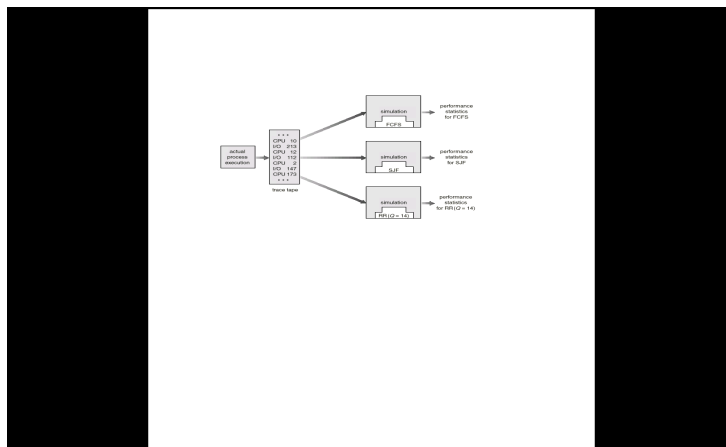 actual
process
execution
• • •
CPU 10
I/O 213
CPU 12
I/O 112
CPU 2
I/O 147
CPU 173
• • •
trace tape
simulation
FCFS
performance
statistics
for FCFS
simulation
SJF
performance
statistics
for SJF
simulation
RR (Q = 14)
performance
statistics
for RR (Q = 14)